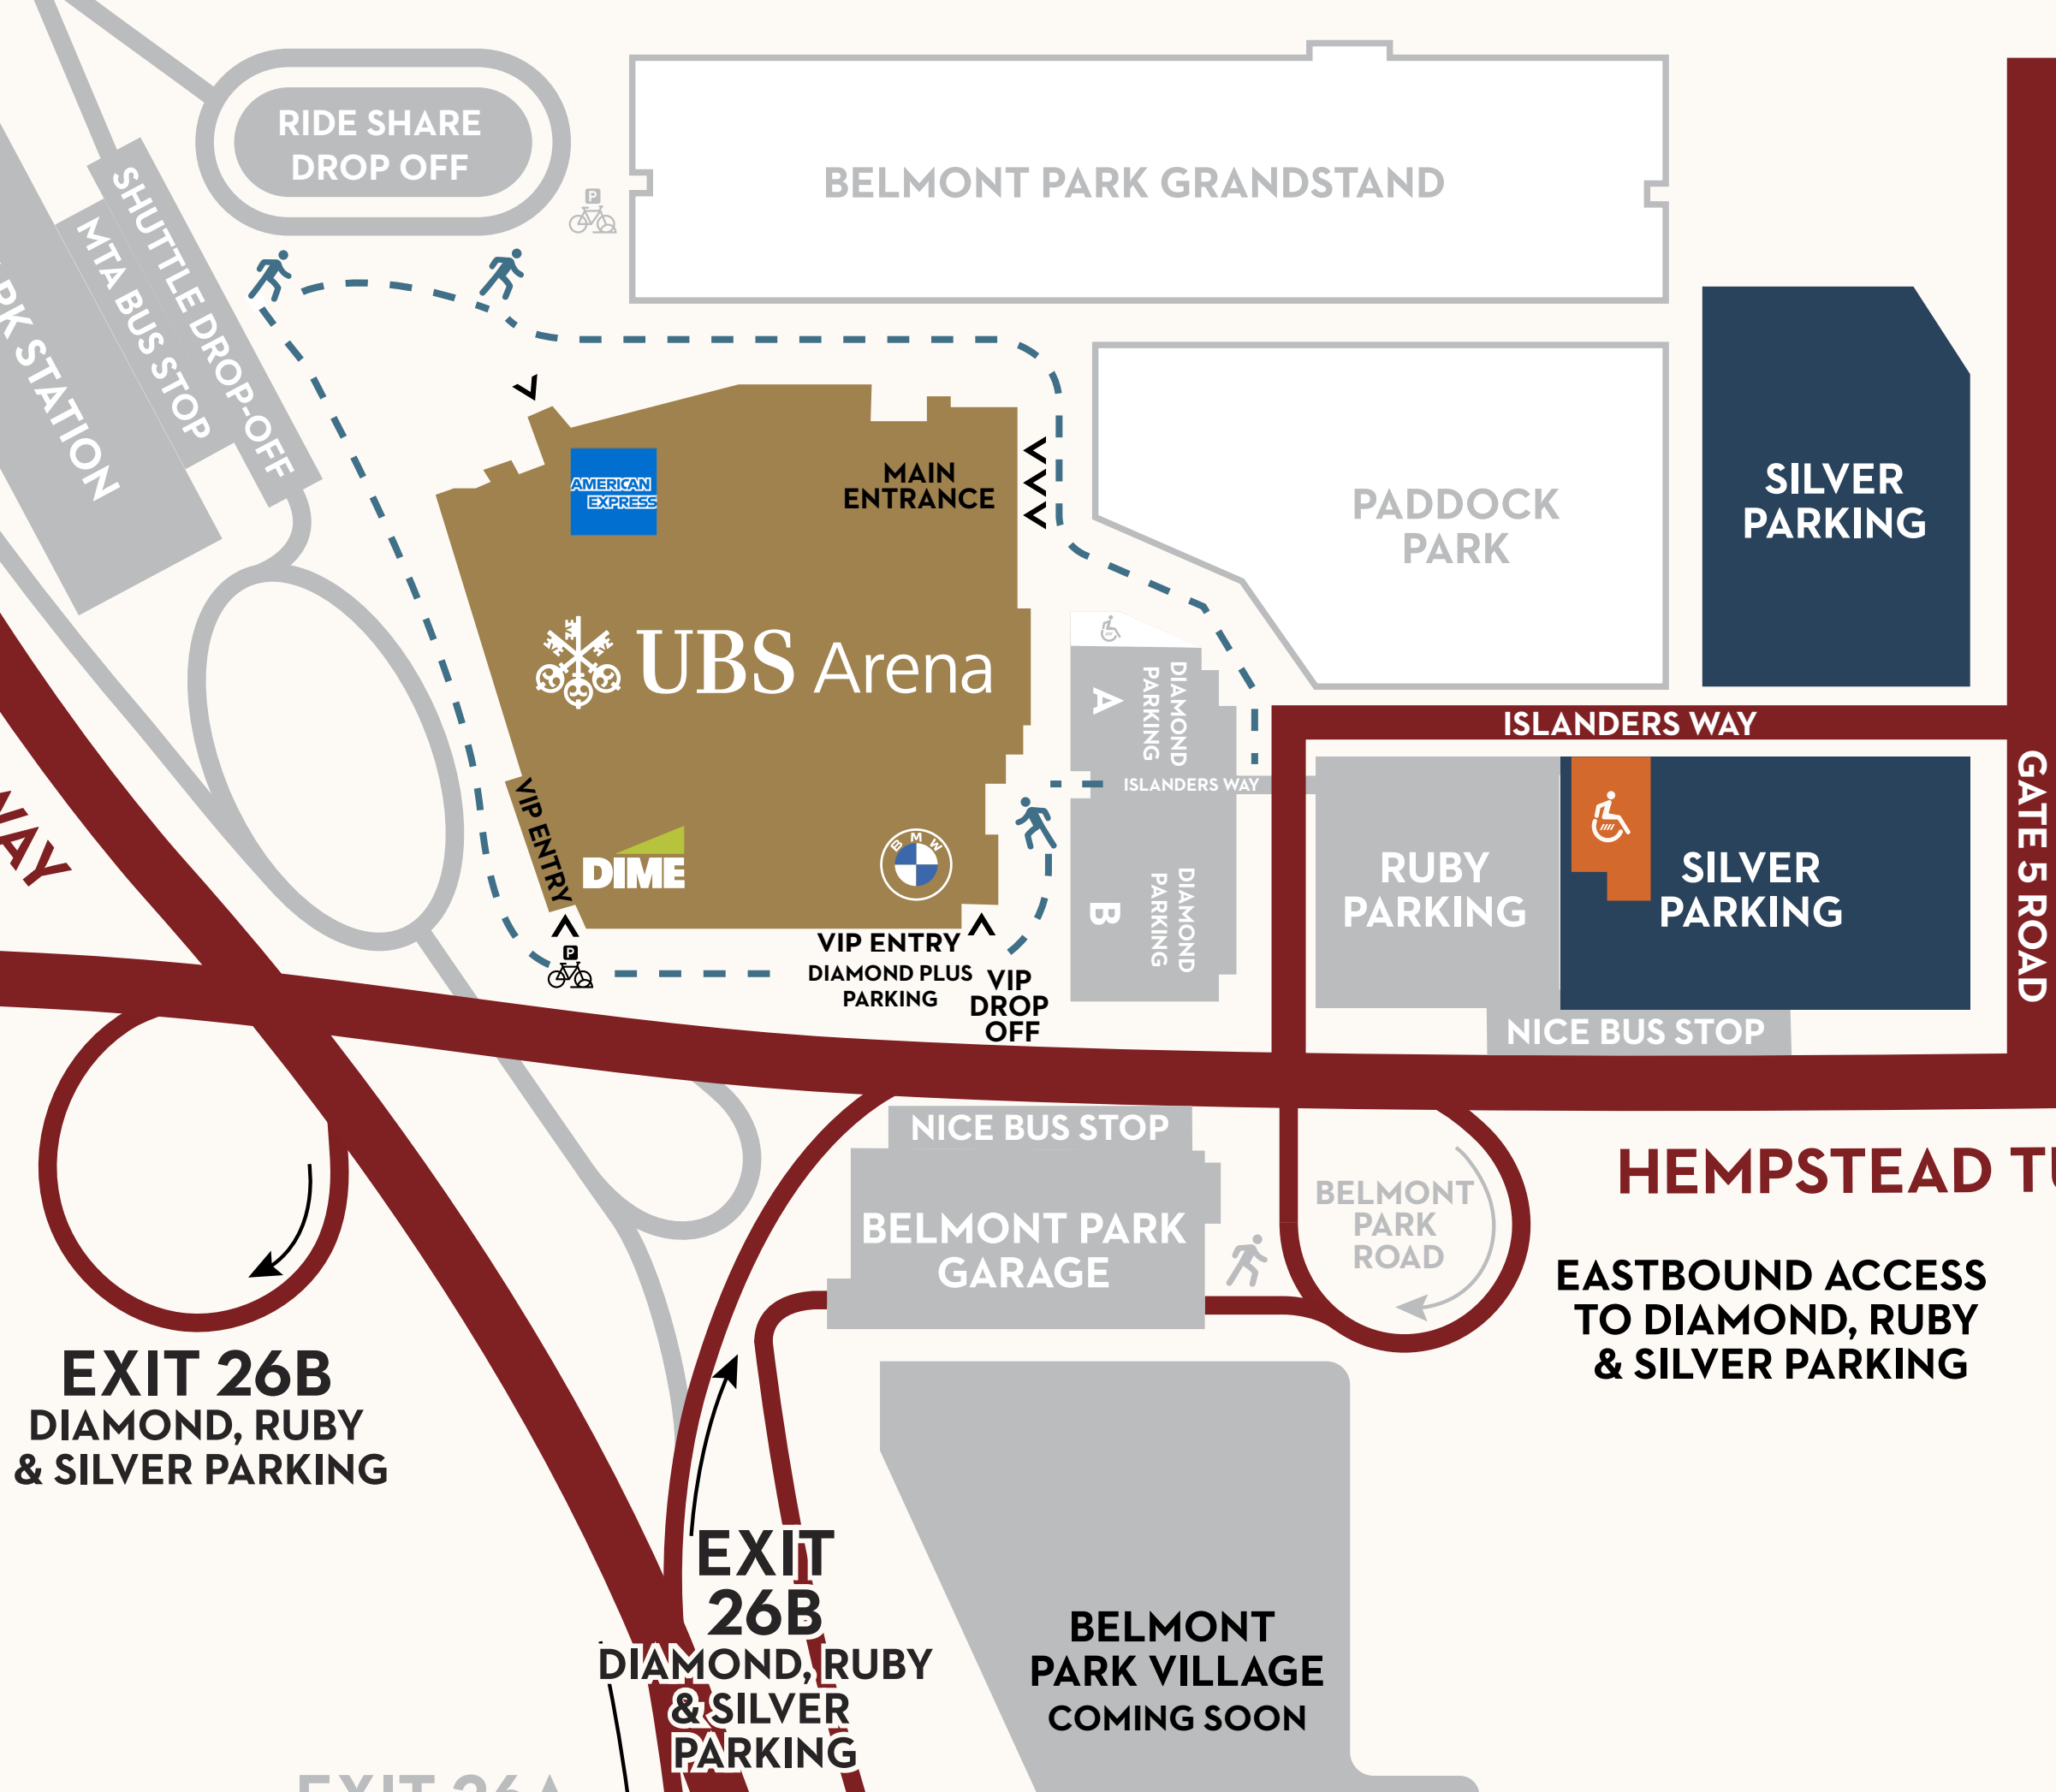 RIDE SHARE
DROP OFF
P
BELMONT PARK GRANDSTAND
SHUTTLE DROP-OFF
MTA BUS STOP
STATION
SILVER
PARKING
PADDOCK
PARK
AMERICAN
EXPRESS
MAIN
ENTRANCE
UBS Arena
DIAMOND
PARKING
A
ISLANDERS WAY
ISLANDERS WAY
GATE 5 ROAD
VIP ENTRY
DIME
BMW
DIAMOND
PARKING
B
RUBY
PARKING
SILVER
PARKING
WAY
VIP ENTRY
DIAMOND PLUS
PARKING
VIP
DROP
OFF
P
NICE BUS STOP
NICE BUS STOP
BELMONT PARK
GARAGE
BELMONT
PARK
ROAD
HEMPSTEAD
EASTBOUND ACCESS
TO DIAMOND, RUBY
& SILVER PARKING
EXIT 26B
DIAMOND, RUBY
& SILVER PARKING
EXIT
26B
DIAMOND, RUBY
& SILVER
PARKING
BELMONT
PARK VILLAGE
COMING SOON
EXIT 26A